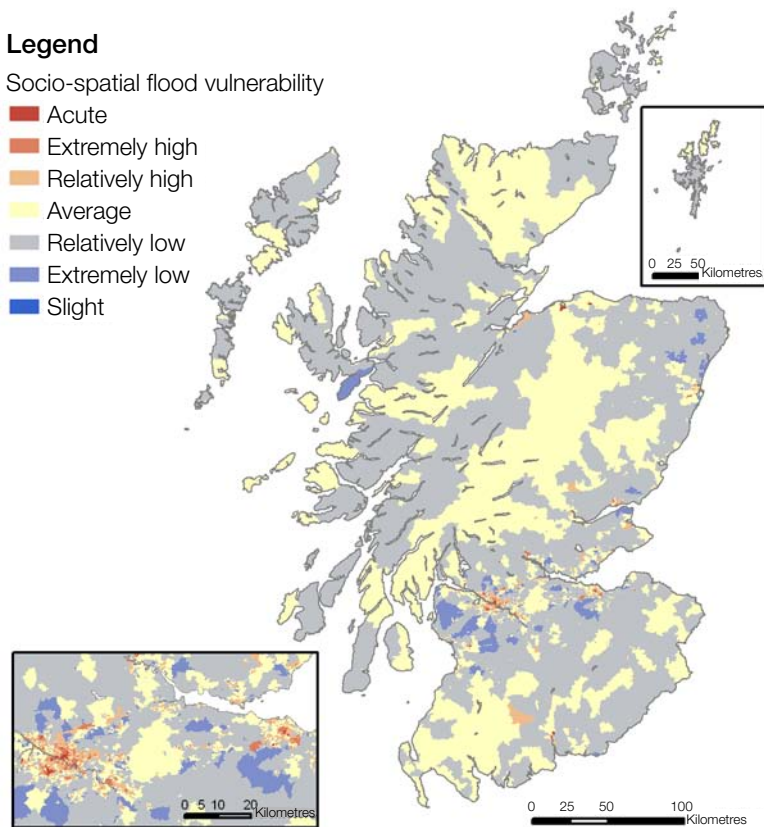 Legend
Socio-spatial flood vulnerability
Acute
Extremely high
Relatively high
Average
Relatively low
Extremely low
Slight
0 25 50
Kilometres
0 5 10 20
Kilometres
0 25 50 100
Kilometres